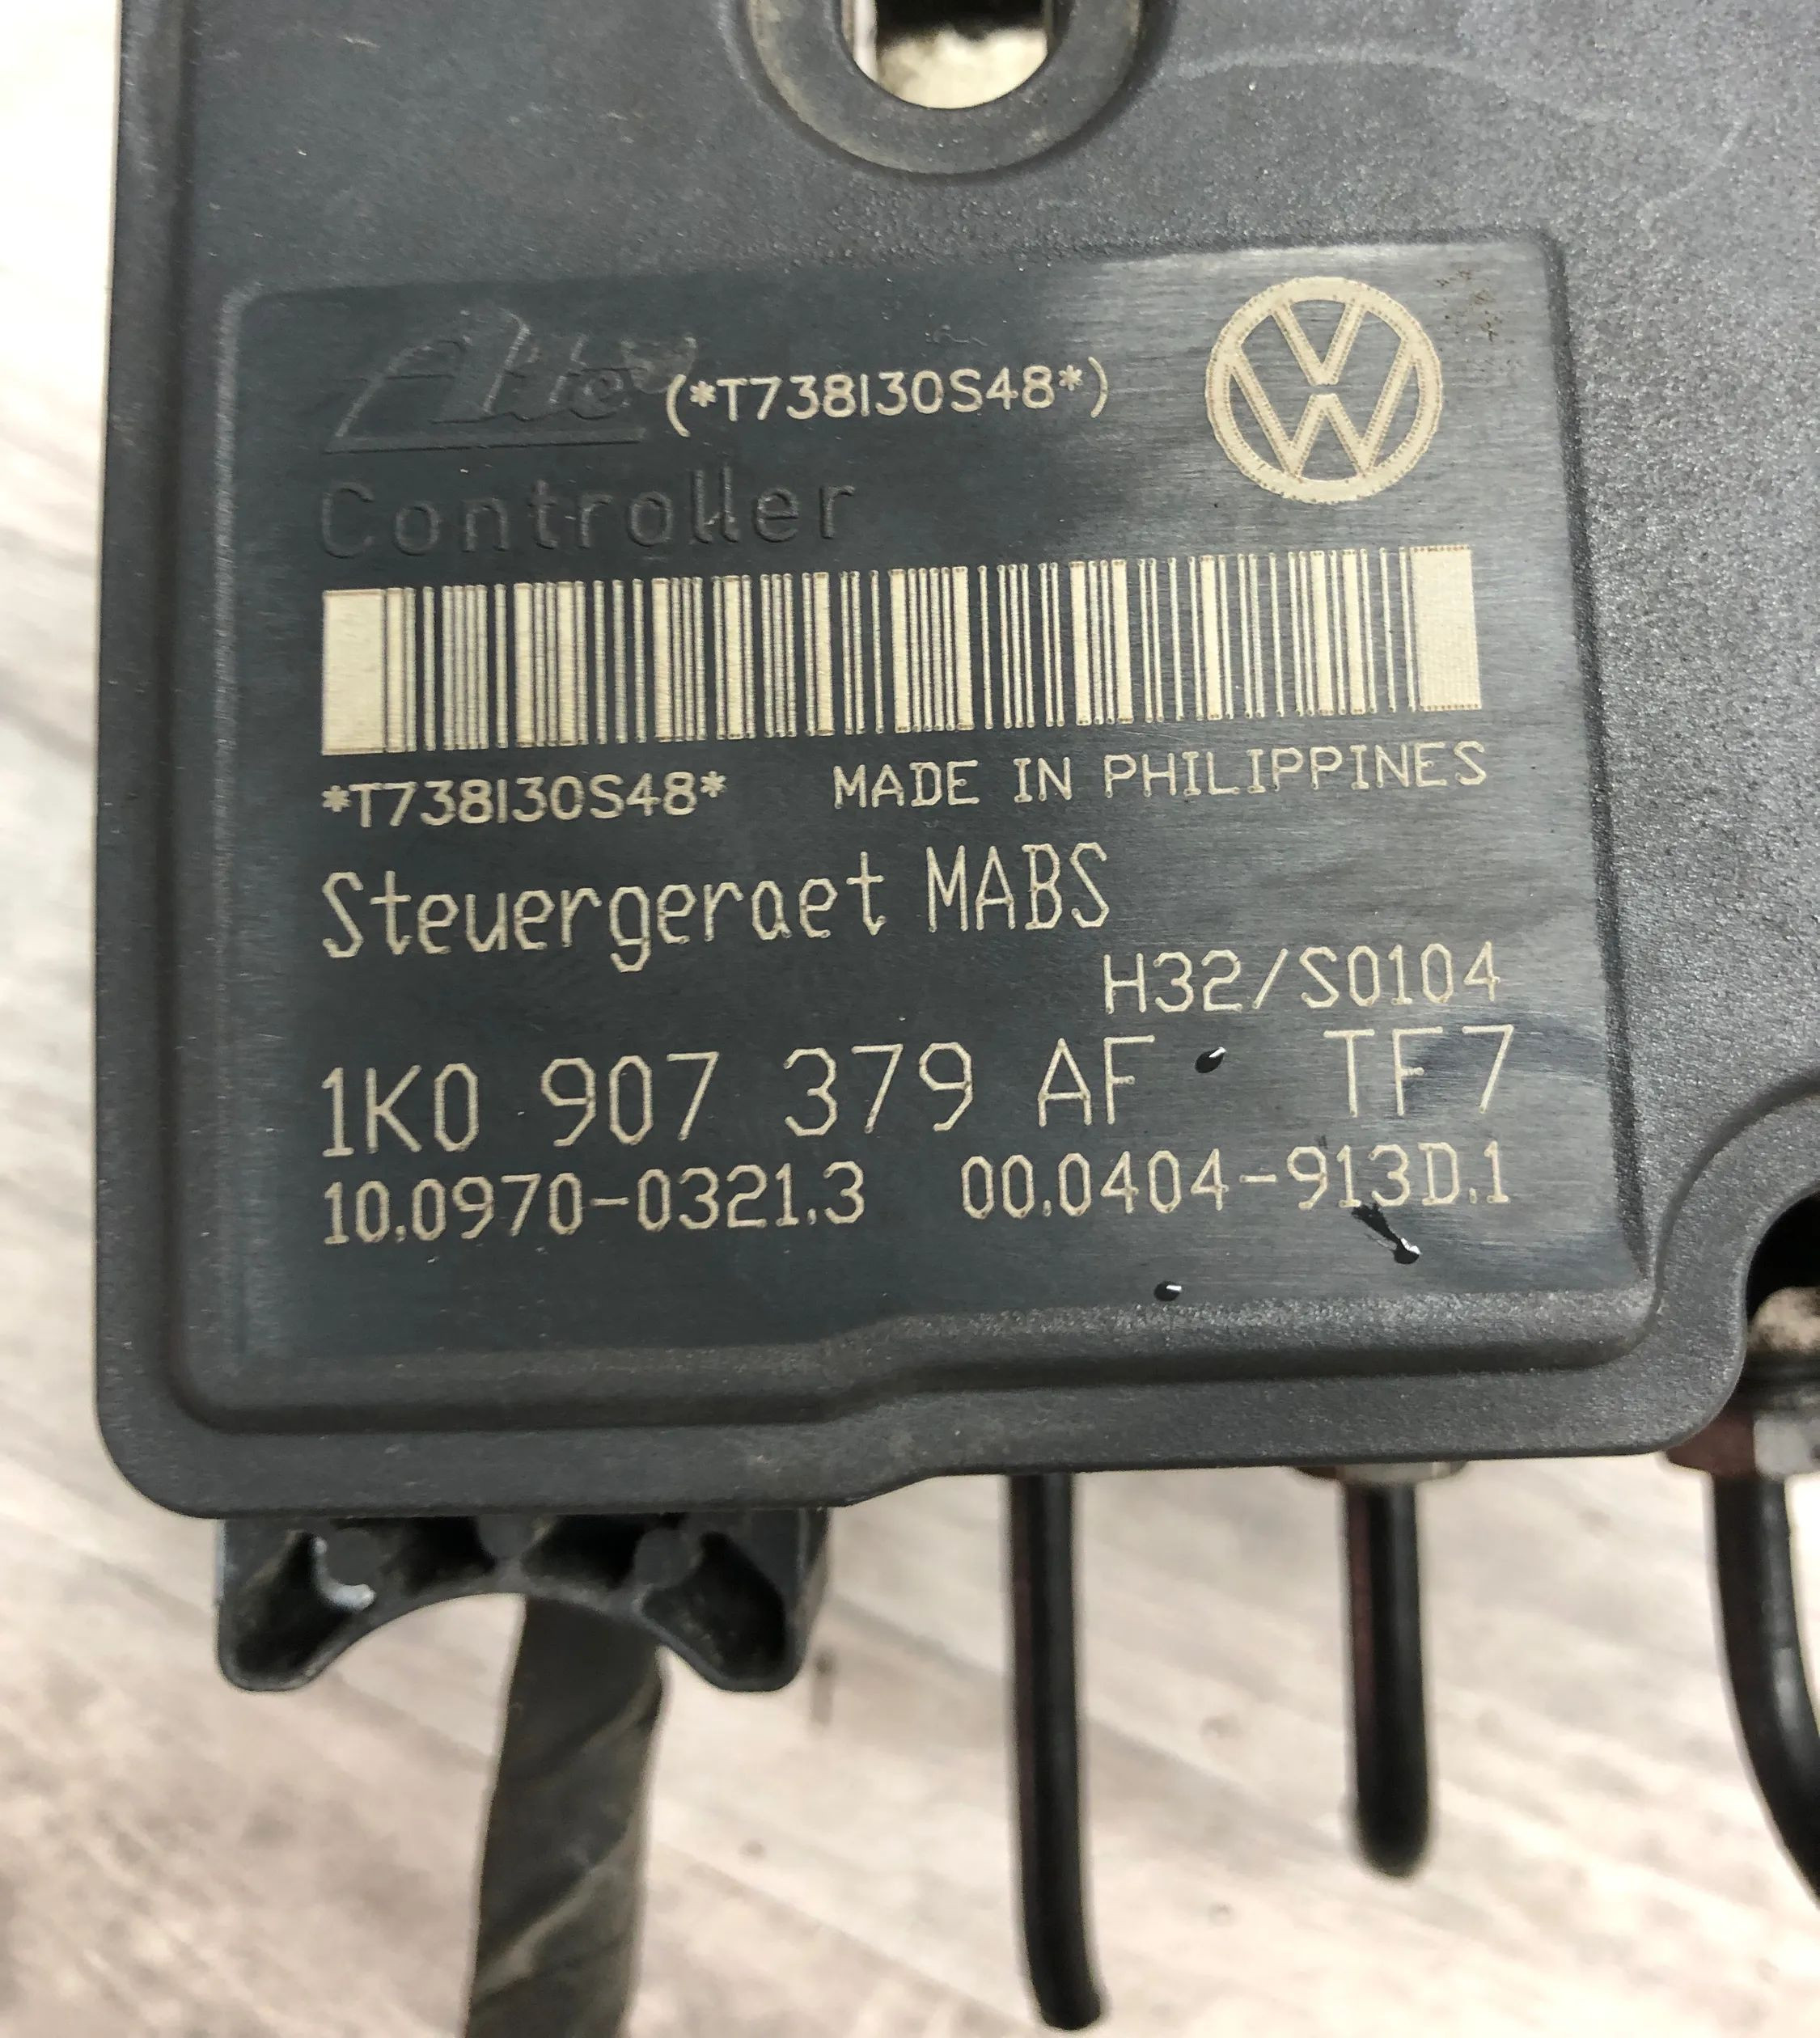 Ate (*T738I30S48*)
Controller
*T738I30S48* MADE IN PHILIPPINES
Steuergeraet MABS
H32/S0104
1K0 907 379 AF TF7
10.0970-0321.3 00.0404-913D.1